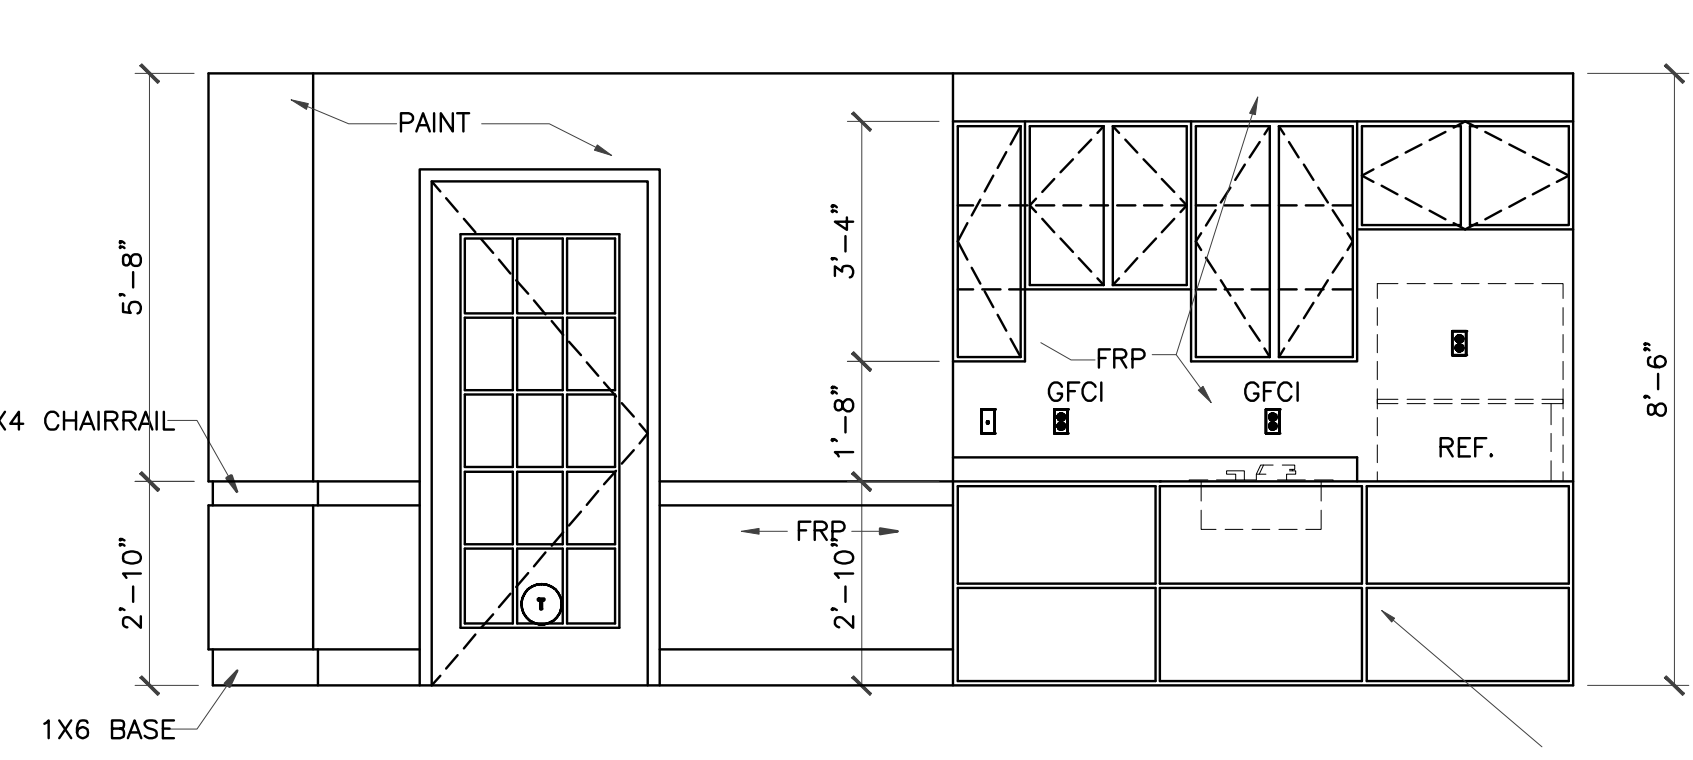 PAINT
5'-8"
3'-4"
FRP
8'-6"
GFCI
GFCI
1'-8"
X4 CHAIRRAIL
REF.
FRP
2'-10"
2'-10"
T
1X6 BASE